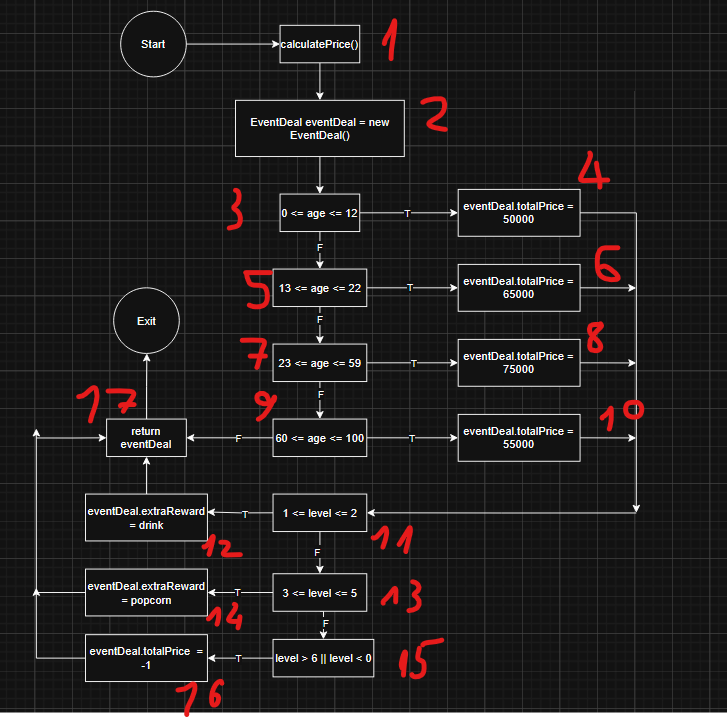 Start
calculatePrice()
1
EventDeal eventDeal = new
EventDeal()
2
3
0 <= age <= 12
T
eventDeal.totalPrice =
50000
4
F
5
13 <= age <= 22
T
eventDeal.totalPrice =
65000
6
F
7
23 <= age <= 59
T
eventDeal.totalPrice =
75000
8
F
9
60 <= age <= 100
T
eventDeal.totalPrice =
55000
10
F
return
eventDeal
17
Exit
1 <= level <= 2
11
T
eventDeal.extraReward
= drink
12
F
3 <= level <= 5
13
T
eventDeal.extraReward
= popcorn
14
F
level > 6 || level < 0
15
T
eventDeal.totalPrice =
-1
16